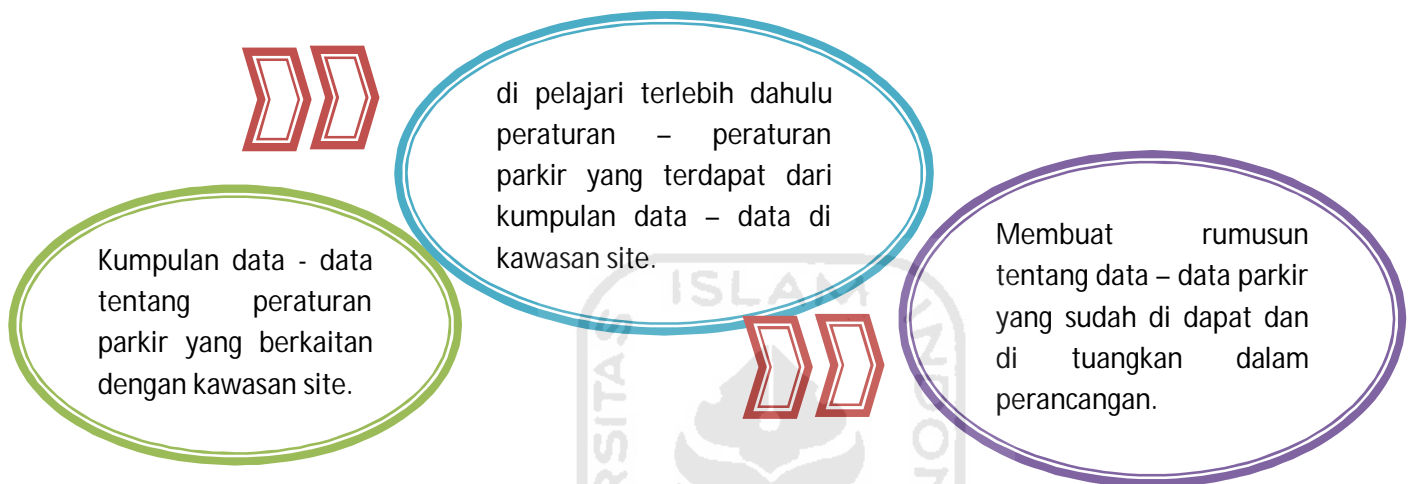 Kumpulan data - data
tentang peraturan
parkir yang berkaitan
dengan kawasan site.
di pelajari terlebih dahulu
peraturan – peraturan
parkir yang terdapat dari
kumpulan data – data di
kawasan site.
Membuat rumusun
tentang data – data parkir
yang sudah di dapat dan
di tuangkan dalam
perancangan.
ISLAM